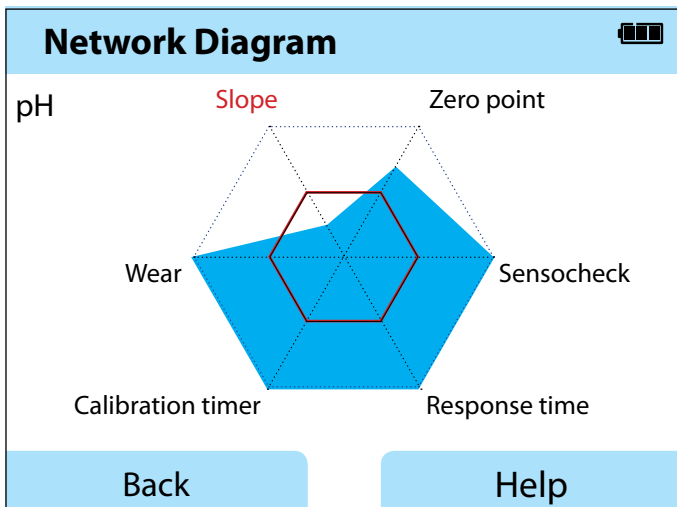 Network Diagram
pH
Slope
Zero point
Wear
Sensocheck
Calibration timer
Response time
Back
Help